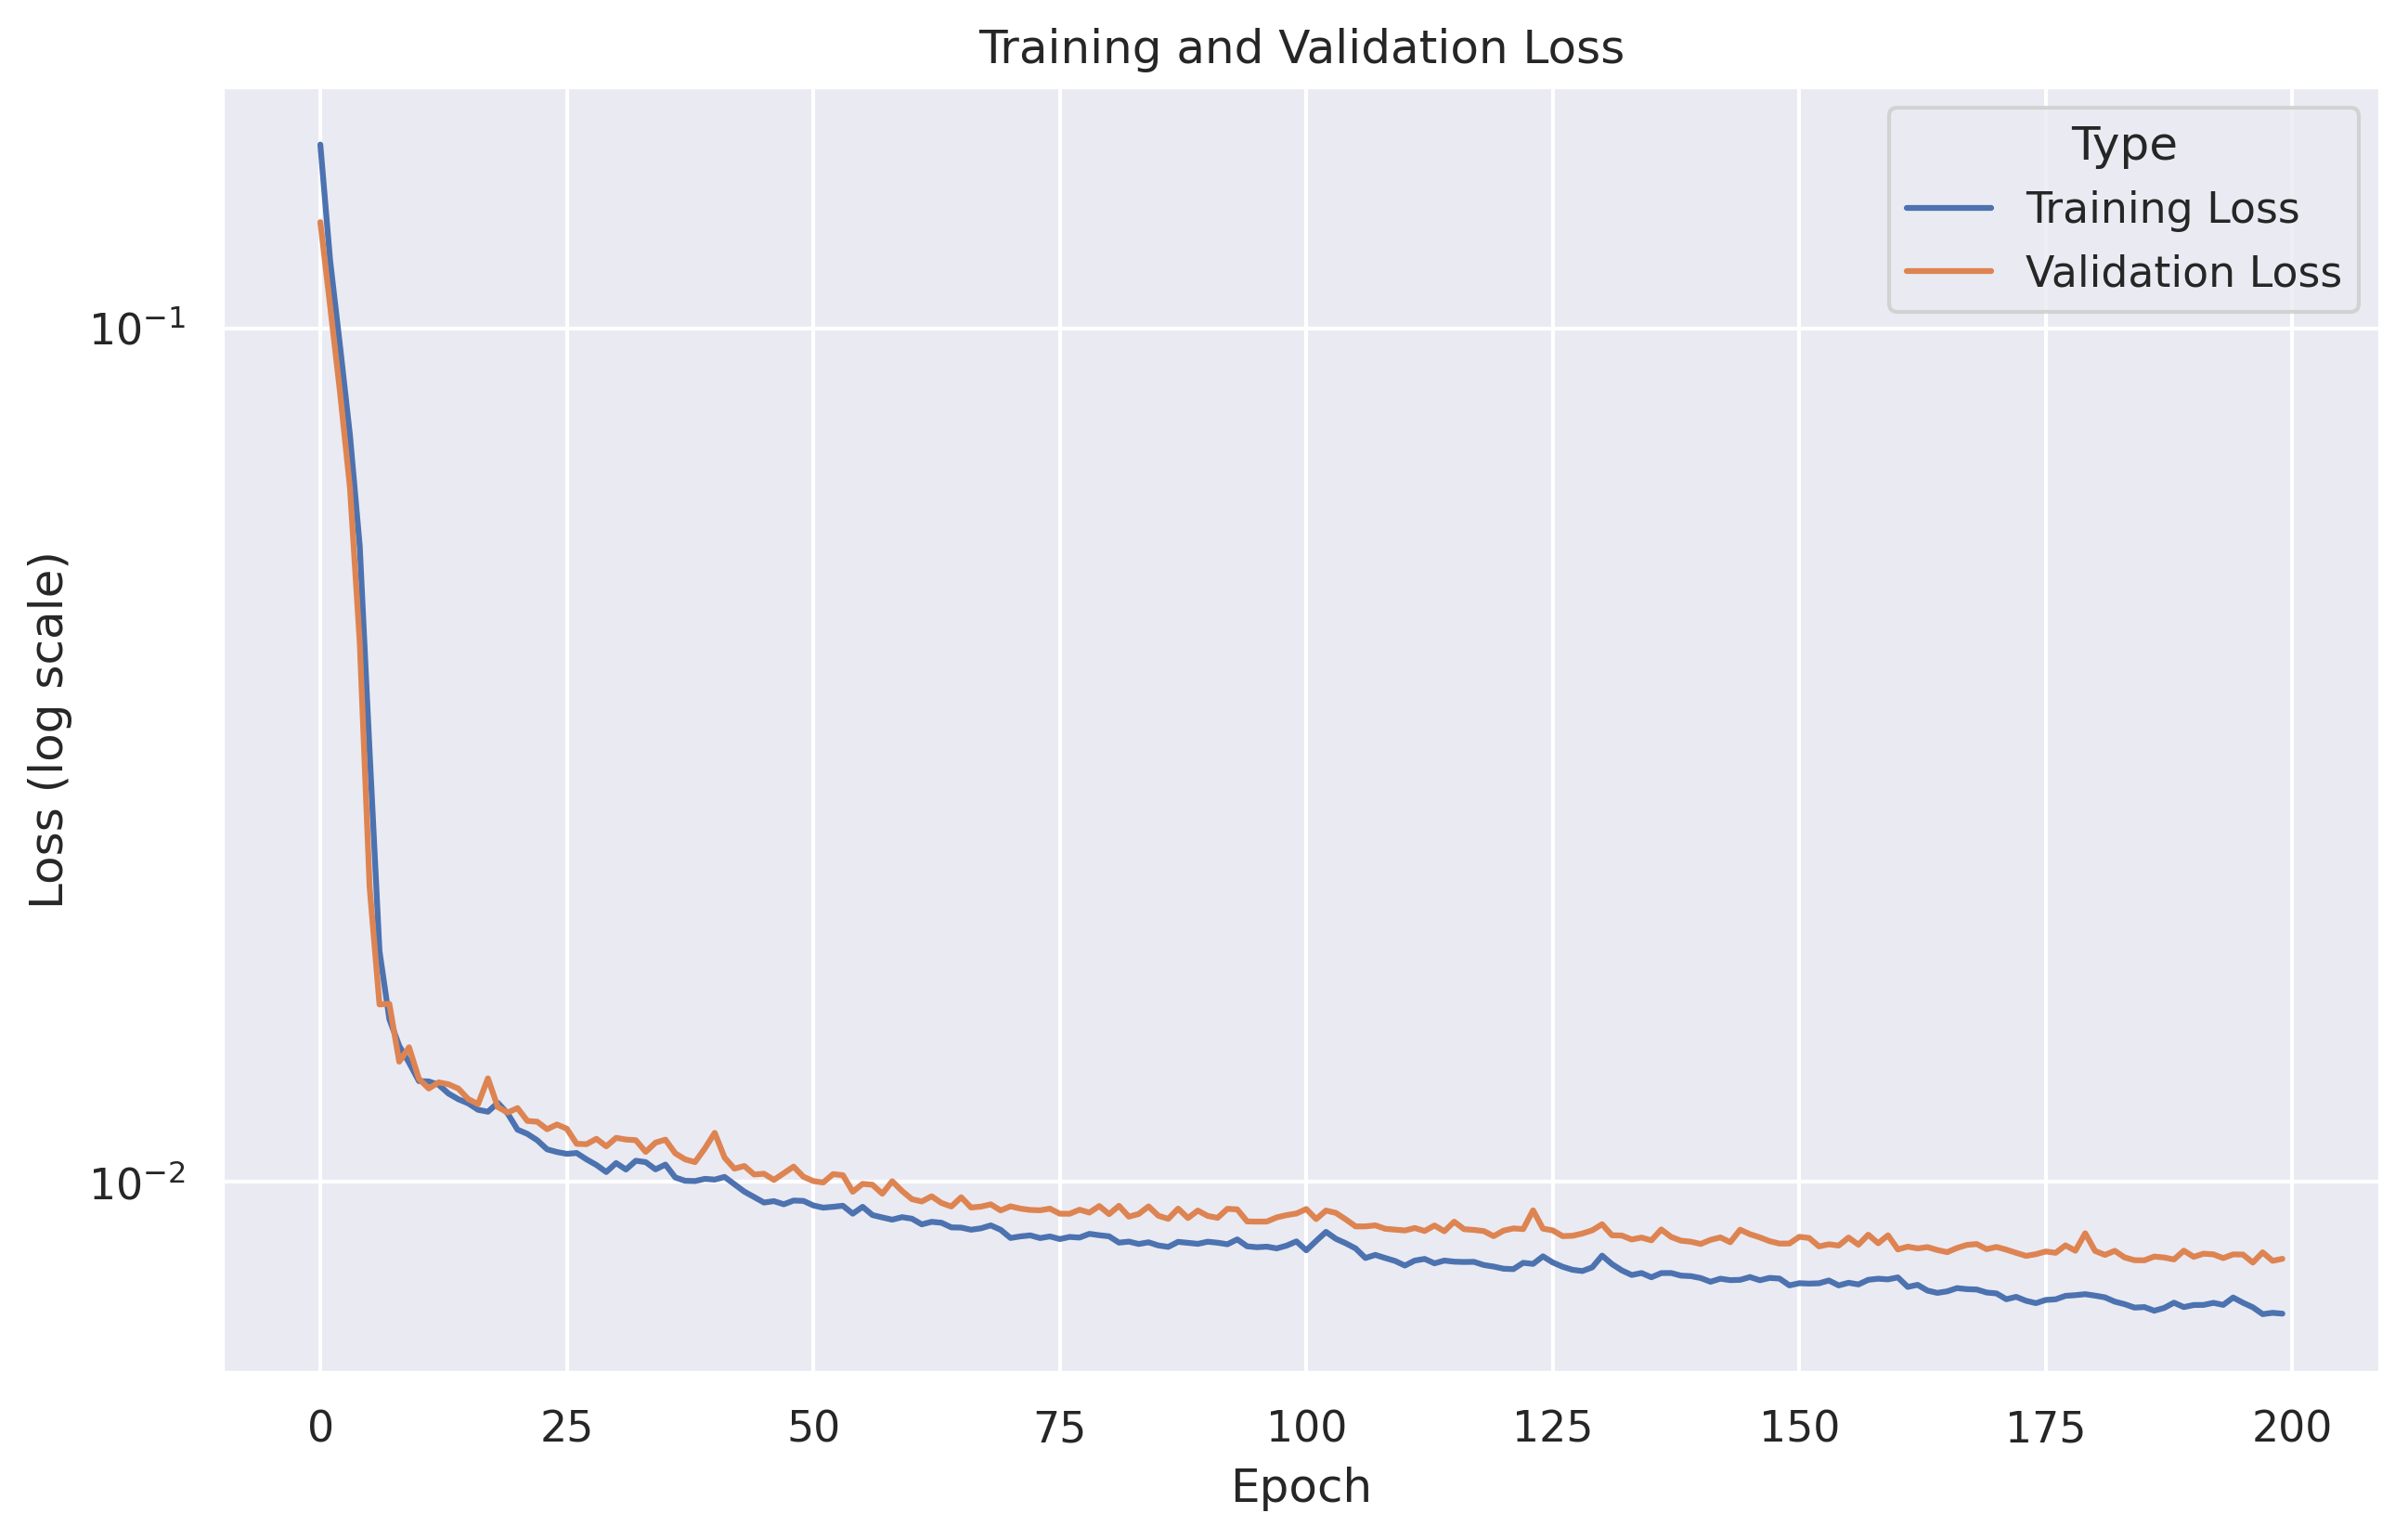 Training and Validation Loss
Type
Training Loss
Validation Loss
Loss (log scale)
10⁻¹
10⁻²
0 25 50 75 100 125 150 175 200
Epoch